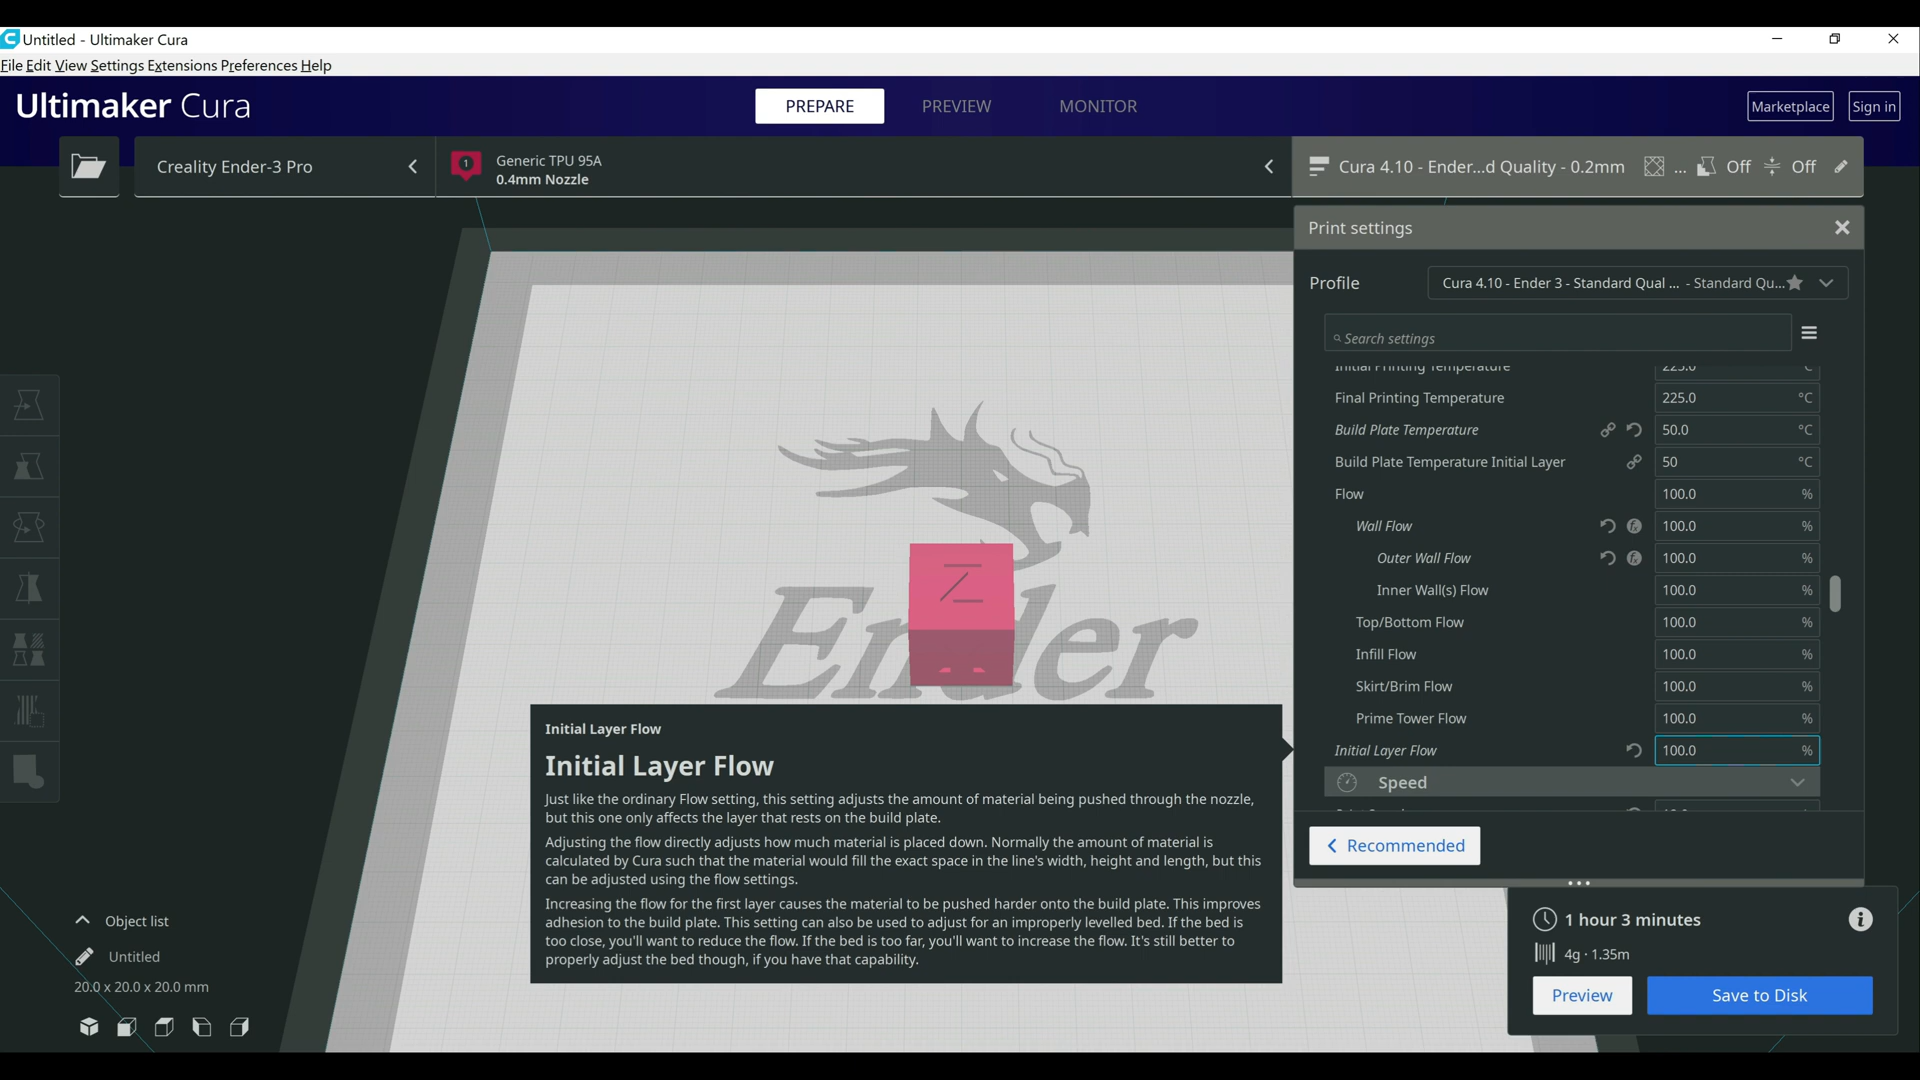 Untitled - Ultimaker Cura
File Edit View Settings Extensions Preferences Help
Ultimaker Cura
PREPARE
PREVIEW
MONITOR
Marketplace
Sign in
Creality Ender-3 Pro
1
Generic TPU 95A
0.4mm Nozzle
Cura 4.10 - Ender...d Quality - 0.2mm
...
Off
Off
Print settings
Profile
Cura 4.10 - Ender 3 - Standard Qual ... - Standard Qu...
Search settings
Initial Printing Temperature 225.0 °C
Final Printing Temperature 225.0 °C
Build Plate Temperature 50.0 °C
Build Plate Temperature Initial Layer 50 °C
Flow 100.0 %
Wall Flow 100.0 %
Outer Wall Flow 100.0 %
Inner Wall(s) Flow 100.0 %
Top/Bottom Flow 100.0 %
Infill Flow 100.0 %
Skirt/Brim Flow 100.0 %
Prime Tower Flow 100.0 %
Initial Layer Flow 100.0 %
Speed
Recommended
Ender
Z
Initial Layer Flow
Initial Layer Flow
Just like the ordinary Flow setting, this setting adjusts the amount of material being pushed through the nozzle,
but this one only affects the layer that rests on the build plate.
Adjusting the flow directly adjusts how much material is placed down. Normally the amount of material is
calculated by Cura such that the material would fill the exact space in the line's width, height and length, but this
can be adjusted using the flow settings.
Increasing the flow for the first layer causes the material to be pushed harder onto the build plate. This improves
adhesion to the build plate. This setting can also be used to adjust for an improperly levelled bed. If the bed is
too close, you'll want to reduce the flow. If the bed is too far, you'll want to increase the flow. It's still better to
properly adjust the bed though, if you have that capability.
Object list
Untitled
20.0 x 20.0 x 20.0 mm
1 hour 3 minutes
4g · 1.35m
Preview
Save to Disk